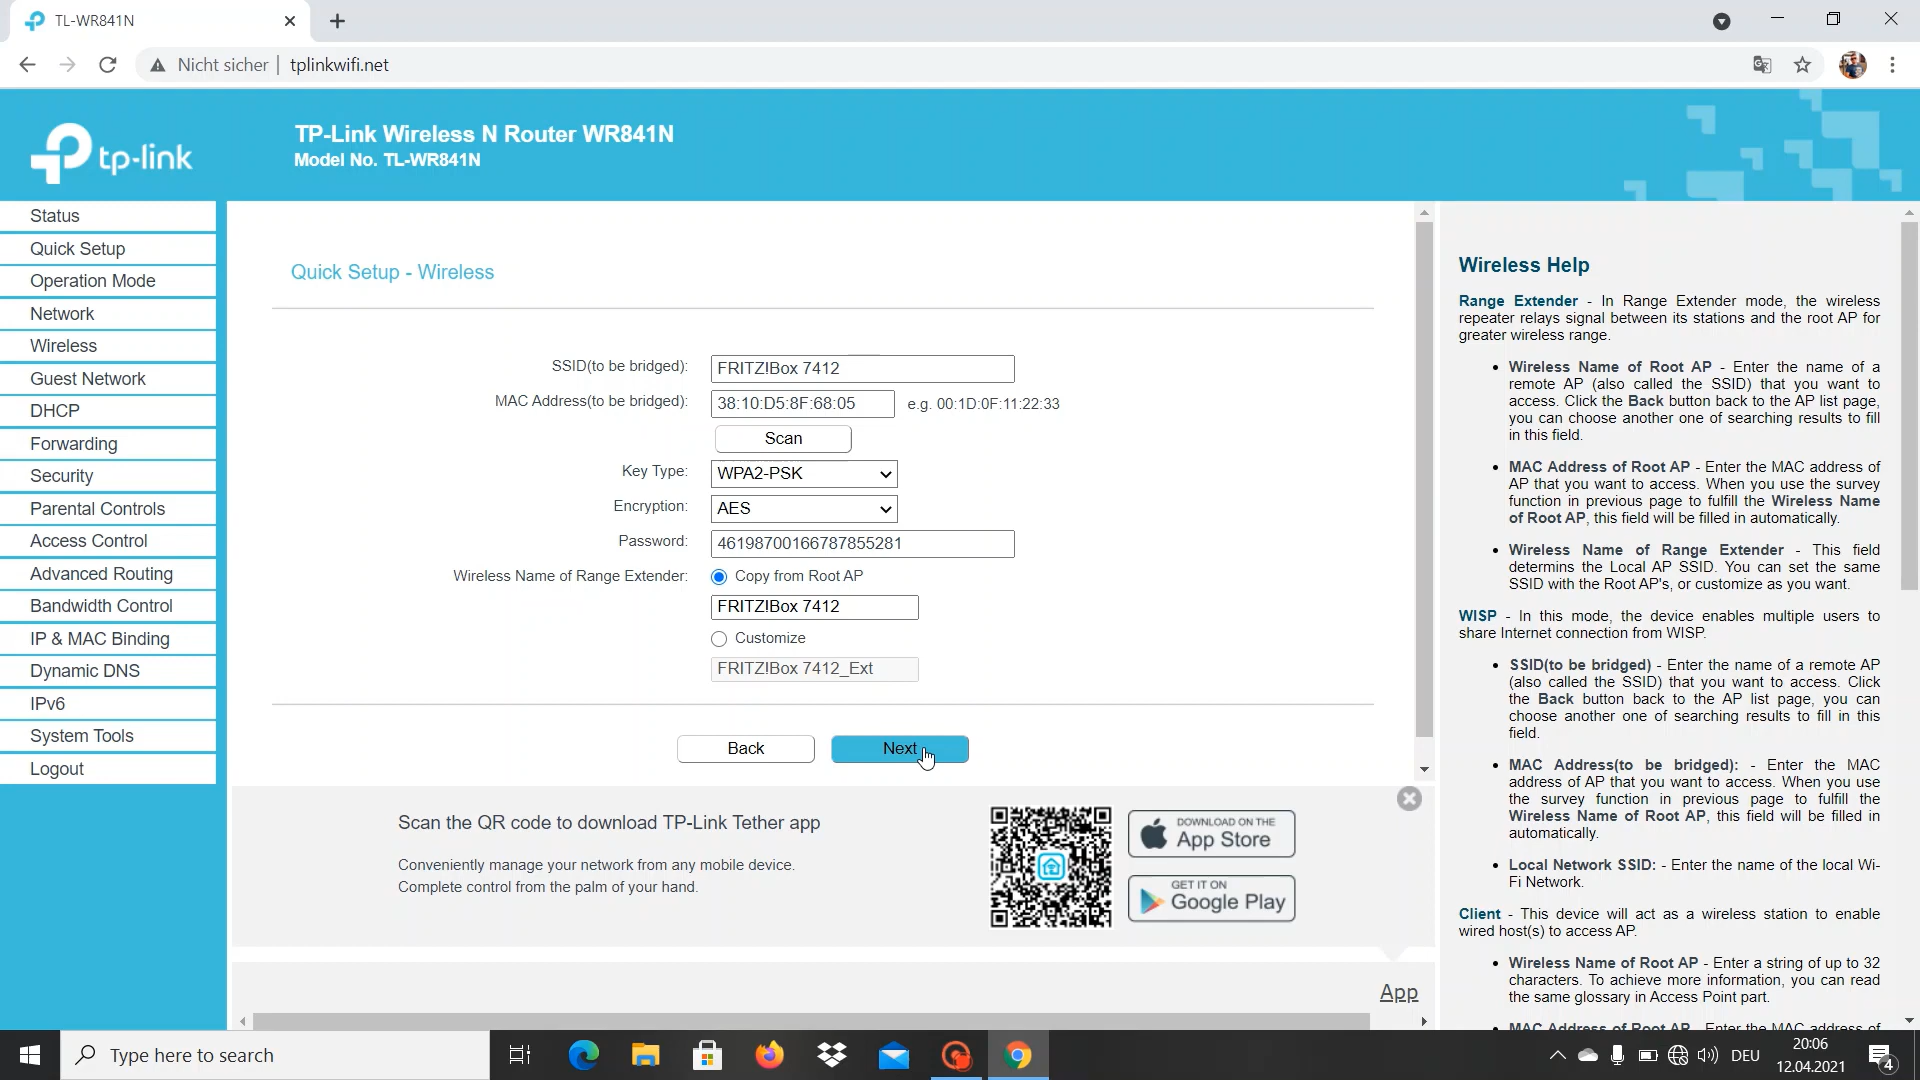 TL-WR841N
Nicht sicher
tplinkwifi.net
tp-link
TP-Link Wireless N Router WR841N
Model No. TL-WR841N
Status
Quick Setup
Operation Mode
Network
Wireless
Guest Network
DHCP
Forwarding
Security
Parental Controls
Access Control
Advanced Routing
Bandwidth Control
IP & MAC Binding
Dynamic DNS
IPv6
System Tools
Logout
Quick Setup - Wireless
SSID(to be bridged): FRITZ!Box 7412
MAC Address(to be bridged): 38:10:D5:8F:68:05 e.g. 00:1D:0F:11:22:33
Scan
Key Type: WPA2-PSK
Encryption: AES
Password: 46198700166787855281
Wireless Name of Range Extender: Copy from Root AP
FRITZ!Box 7412
Customize
FRITZ!Box 7412_Ext
Back Next
Scan the QR code to download TP-Link Tether app
Conveniently manage your network from any mobile device.
Complete control from the palm of your hand.
DOWNLOAD ON THE
App Store
GET IT ON
Google Play
App
Wireless Help
Range Extender - In Range Extender mode, the wireless
repeater relays signal between its stations and the root AP for
greater wireless range.
• Wireless Name of Root AP - Enter the name of a
remote AP (also called the SSID) that you want to
access. Click the Back button back to the AP list page,
you can choose another one of searching results to fill
in this field.
• MAC Address of Root AP - Enter the MAC address of
AP that you want to access. When you use the survey
function in previous page to fulfill the Wireless Name
of Root AP, this field will be filled in automatically.
• Wireless Name of Range Extender - This field
determins the Local AP SSID. You can set the same
SSID with the Root AP's, or customize as you want.
WISP - In this mode, the device enables multiple users to
share Internet connection from WISP.
• SSID(to be bridged) - Enter the name of a remote AP
(also called the SSID) that you want to access. Click
the Back button back to the AP list page, you can
choose another one of searching results to fill in this
field.
• MAC Address(to be bridged): - Enter the MAC
address of AP that you want to access. When you use
the survey function in previous page to fulfill the
Wireless Name of Root AP, this field will be filled in
automatically.
• Local Network SSID: - Enter the name of the local Wi-
Fi Network.
Client - This device will act as a wireless station to enable
wired host(s) to access AP.
• Wireless Name of Root AP - Enter a string of up to 32
characters. To achieve more information, you can read
the same glossary in Access Point part.
• MAC Address of Root AP - Enter the MAC address of
Type here to search
DEU
20:06
12.04.2021
4